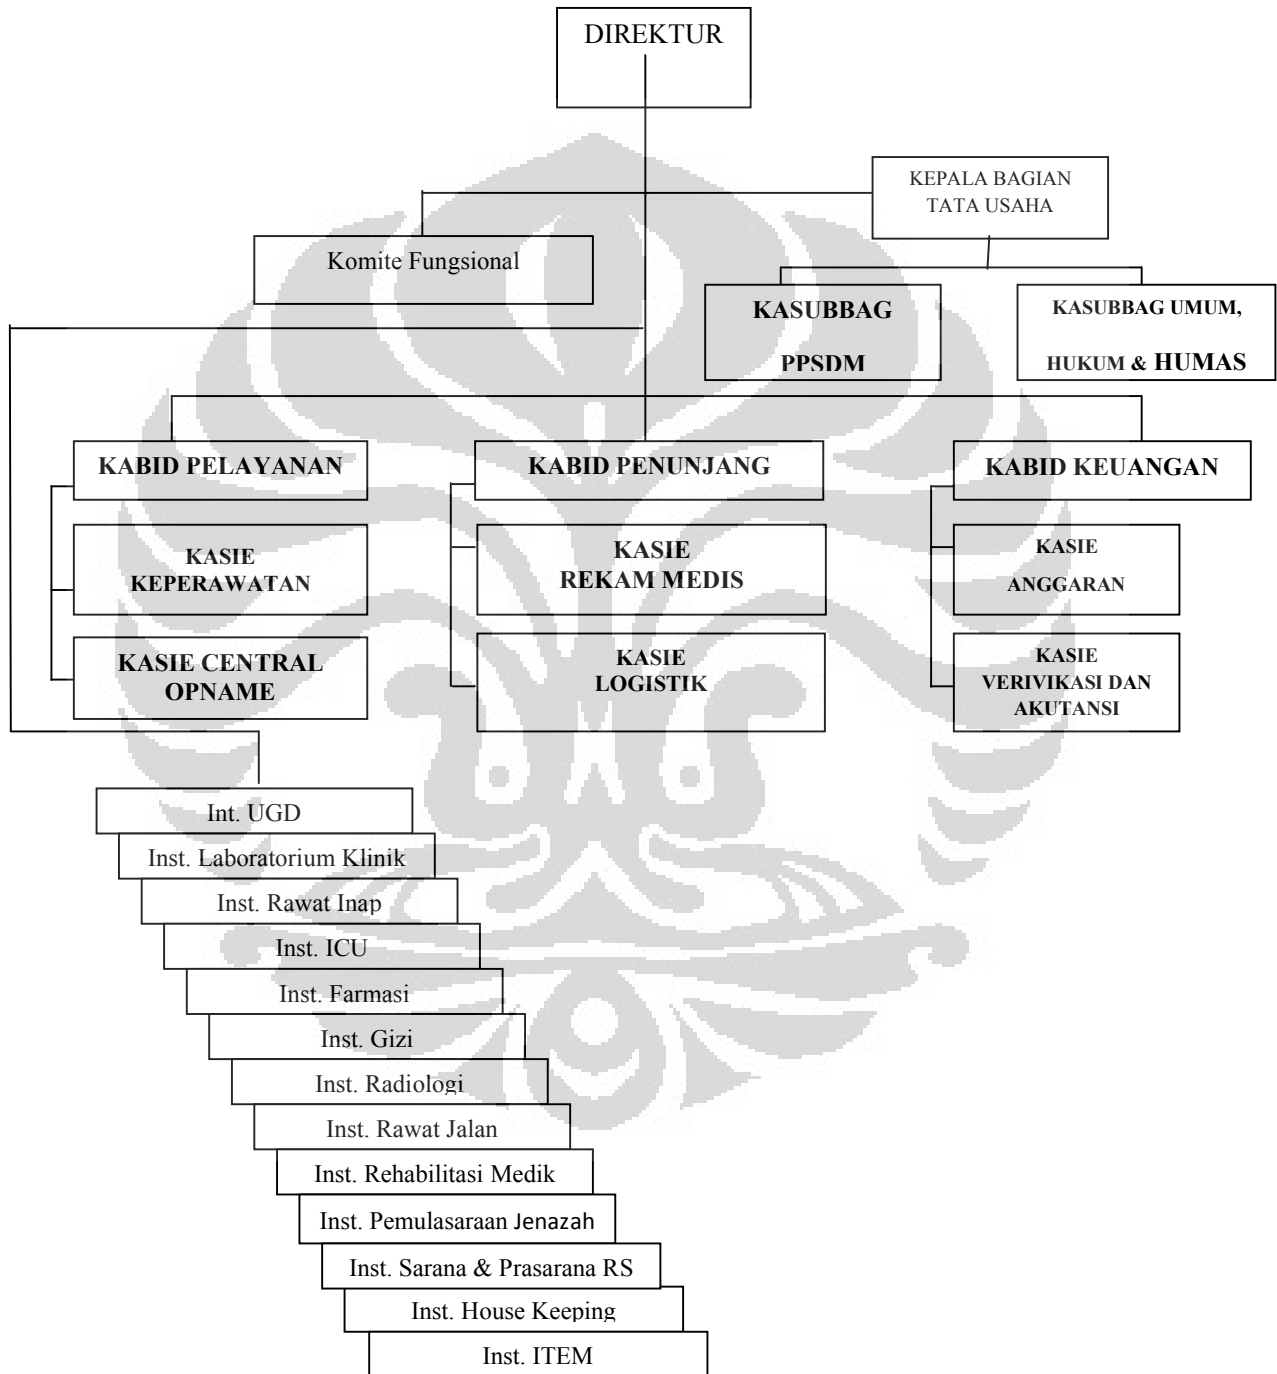 DIREKTUR
KEPALA BAGIAN
TATA USAHA
Komite Fungsional
KASUBBAG
PPSDM
KASUBBAG UMUM,
HUKUM & HUMAS
KABID PELAYANAN
KABID PENUNJANG
KABID KEUANGAN
KASIE
KEPERAWATAN
KASIE
REKAM MEDIS
KASIE
ANGGARAN
KASIE CENTRAL
OPNAME
KASIE
LOGISTIK
KASIE
VERIVIKASI DAN
AKUTANSI
Int. UGD
Inst. Laboratorium Klinik
Inst. Rawat Inap
Inst. ICU
Inst. Farmasi
Inst. Gizi
Inst. Radiologi
Inst. Rawat Jalan
Inst. Rehabilitasi Medik
Inst. Pemulasaraan Jenazah
Inst. Sarana & Prasarana RS
Inst. House Keeping
Inst. ITEM